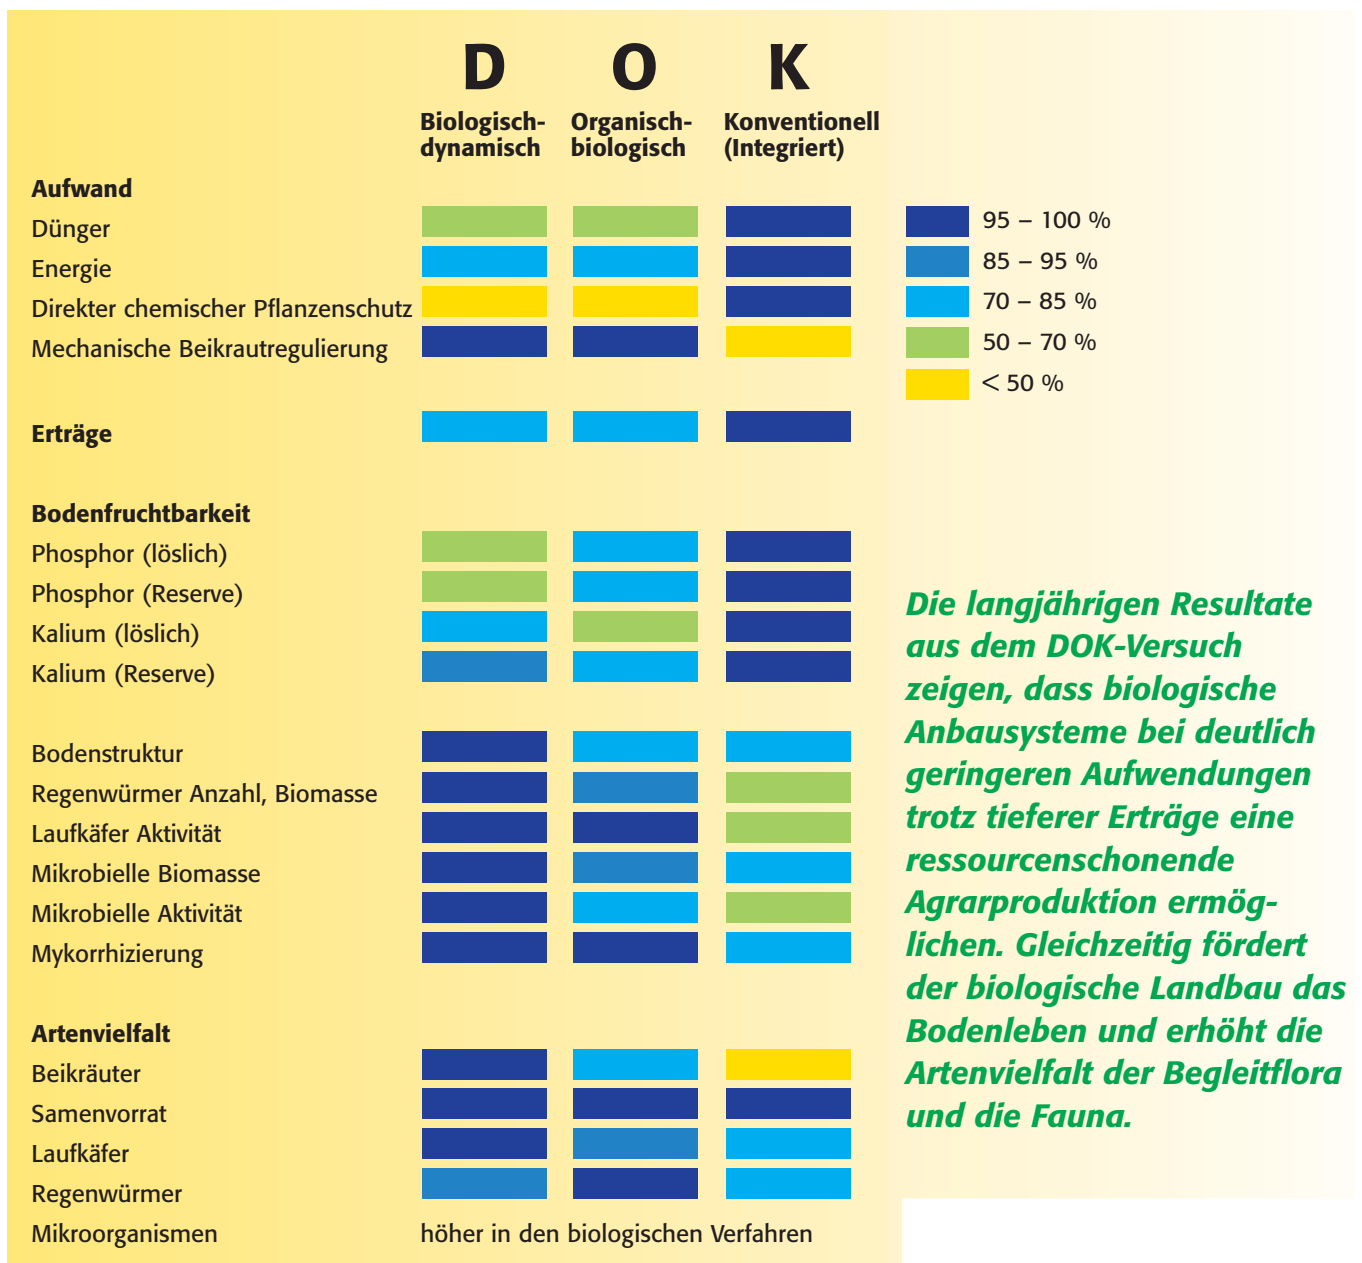 D O K
Biologisch- Organisch- Konventionell
dynamisch biologisch (Integriert)
Aufwand
Dünger
Energie
Direkter chemischer Pflanzenschutz
Mechanische Beikrautregulierung
95 – 100 %
85 – 95 %
70 – 85 %
50 – 70 %
< 50 %
Erträge
Bodenfruchtbarkeit
Phosphor (löslich)
Phosphor (Reserve)
Kalium (löslich)
Kalium (Reserve)
Bodenstruktur
Regenwürmer Anzahl, Biomasse
Laufkäfer Aktivität
Mikrobielle Biomasse
Mikrobielle Aktivität
Mykorrhizierung
Artenvielfalt
Beikräuter
Samenvorrat
Laufkäfer
Regenwürmer
Mikroorganismen höher in den biologischen Verfahren
Die langjährigen Resultate
aus dem DOK-Versuch
zeigen, dass biologische
Anbausysteme bei deutlich
geringeren Aufwendungen
trotz tieferer Erträge eine
ressourcenschonende
Agrarproduktion ermög-
lichen. Gleichzeitig fördert
der biologische Landbau das
Bodenleben und erhöht die
Artenvielfalt der Begleitflora
und die Fauna.